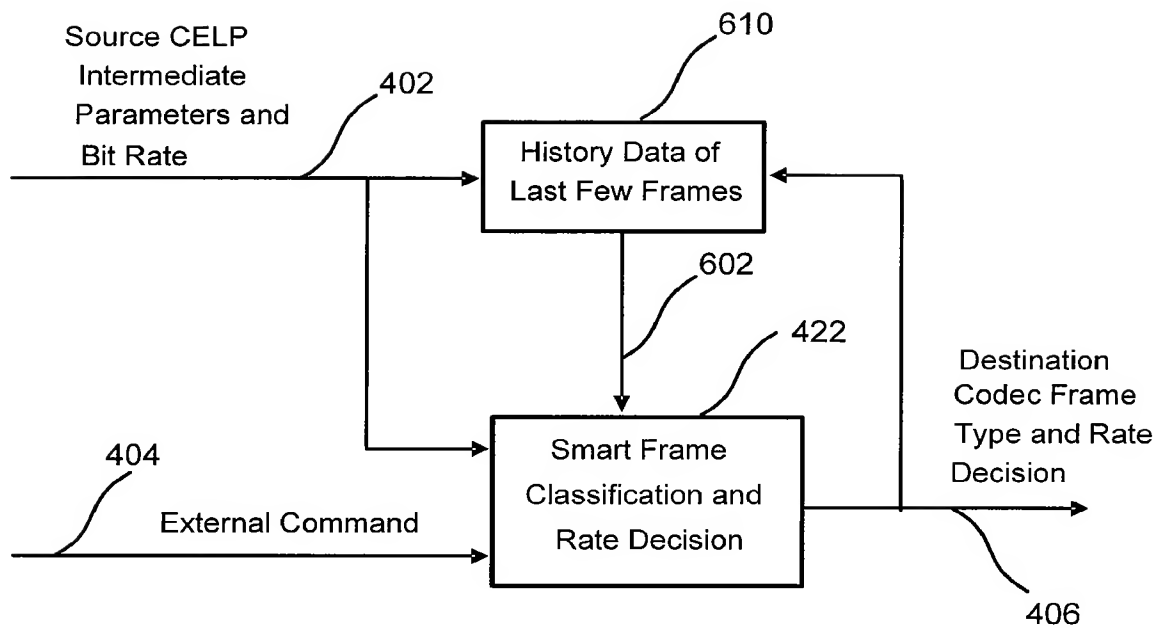 610
Source CELP
Intermediate
Parameters and
Bit Rate
402
History Data of
Last Few Frames
602
422
Destination
Codec Frame
Type and Rate
Decision
Smart Frame
Classification and
Rate Decision
404
External Command
406